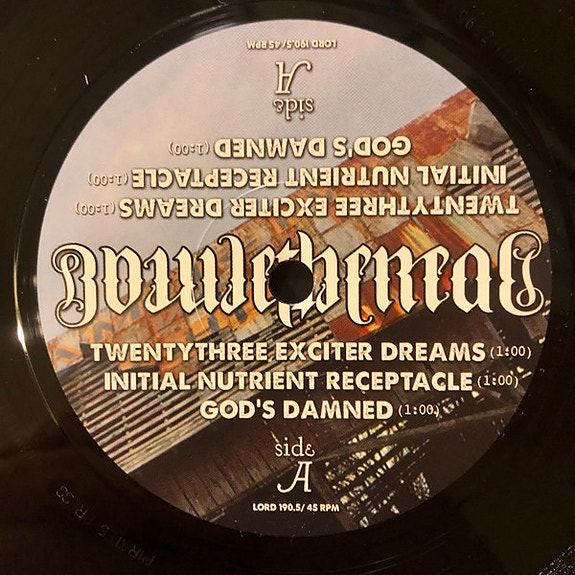 TWENTYTHREE EXCITER DREAMS (1:00)
INITIAL NUTRIENT RECEPTACLE (1:00)
GOD'S DAMNED (1:00)
side
A
LORD 190.5/ 45 RPM
TWENTYTHREE EXCITER DREAMS (1:00)
INITIAL NUTRIENT RECEPTACLE (1:00)
GOD'S DAMNED (1:00)
side
A
LORD 190.5/ 45 RPM